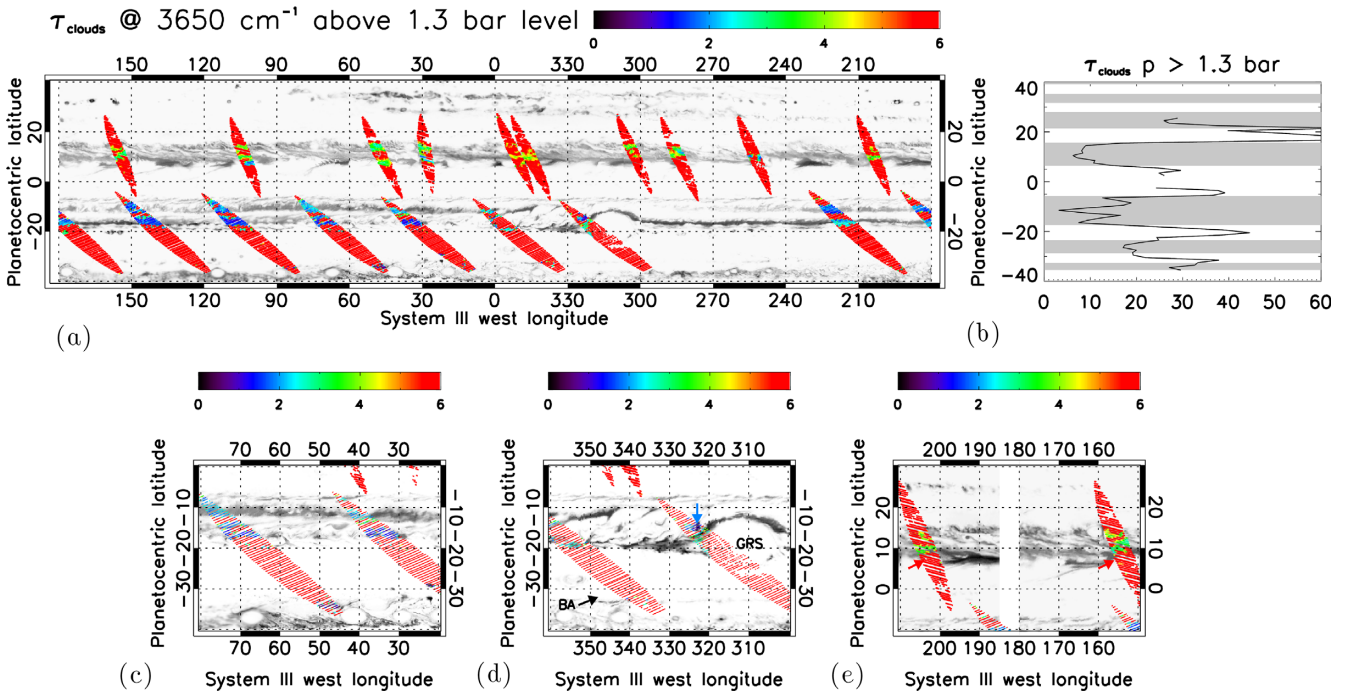 τclouds @ 3650 cm⁻¹ above 1.3 bar level
0 2 4 6
150 120 90 60 30 0 330 300 270 240 210
Planetocentric latitude
20
0
−20
20
0
−20
Planetocentric latitude
150 120 90 60 30 0 330 300 270 240 210
System III west longitude
(a)
τclouds p > 1.3 bar
Planetocentric latitude
40
20
0
−20
−40
0 10 20 30 40 50 60
(b)
0 2 4 6
70 60 50 40 30
Planetocentric latitude
−10
−20
−30
−10
−20
−30
70 60 50 40 30
System III west longitude
(c)
0 2 4 6
350 340 330 320 310
Planetocentric latitude
−10
−20
−30
−10
−20
−30
GRS
BA
350 340 330 320 310
System III west longitude
(d)
0 2 4 6
200 190 180 170 160
Planetocentric latitude
20
10
0
20
10
0
200 190 180 170 160
System III west longitude
(e)